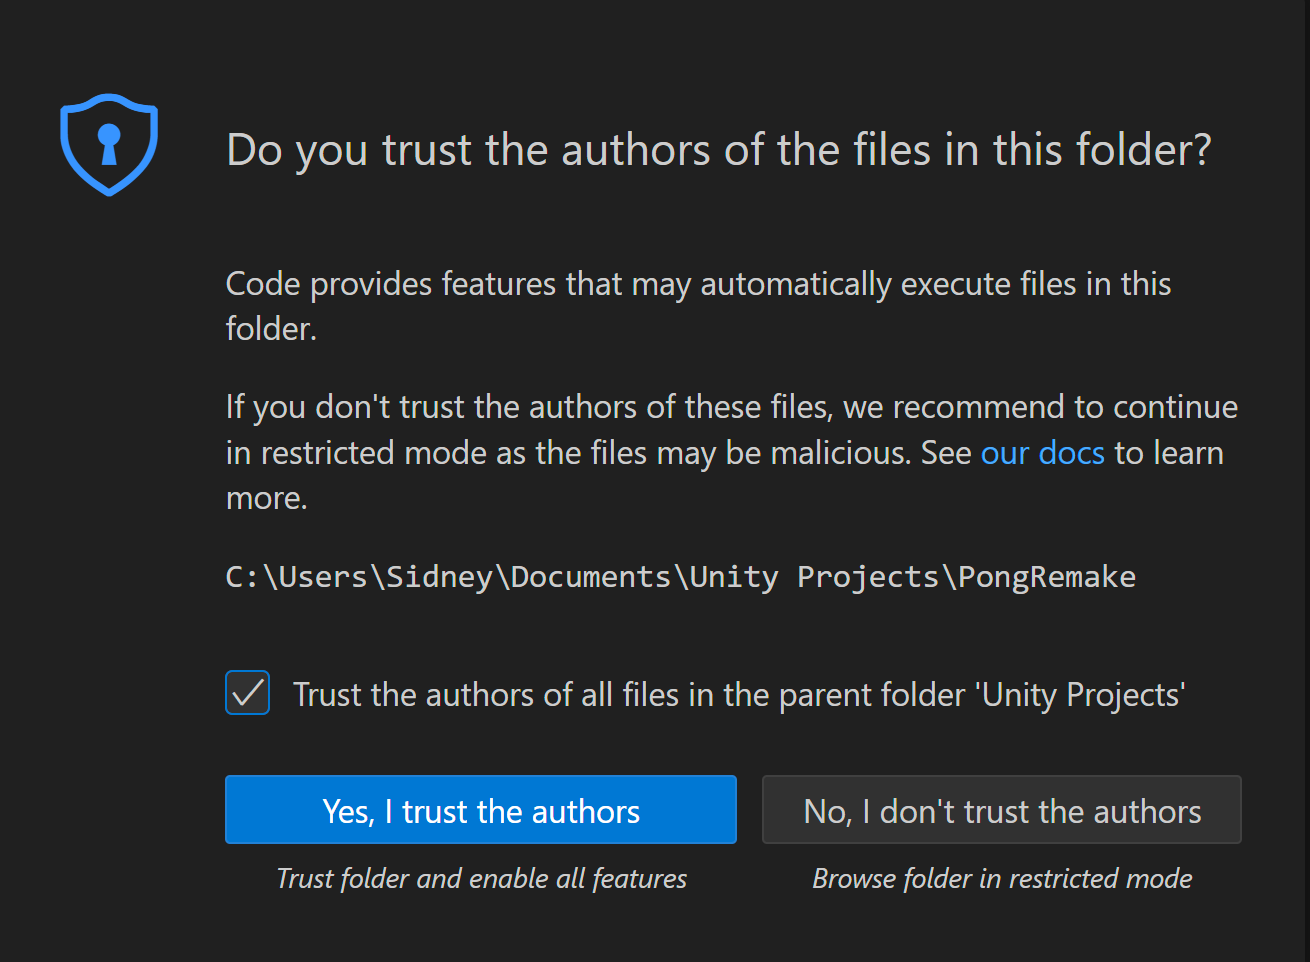 Do you trust the authors of the files in this folder?
Code provides features that may automatically execute files in this
folder.
If you don't trust the authors of these files, we recommend to continue
in restricted mode as the files may be malicious. See our docs to learn
more.
C:\Users\Sidney\Documents\Unity Projects\PongRemake
Trust the authors of all files in the parent folder 'Unity Projects'
Yes, I trust the authors
No, I don't trust the authors
Trust folder and enable all features
Browse folder in restricted mode